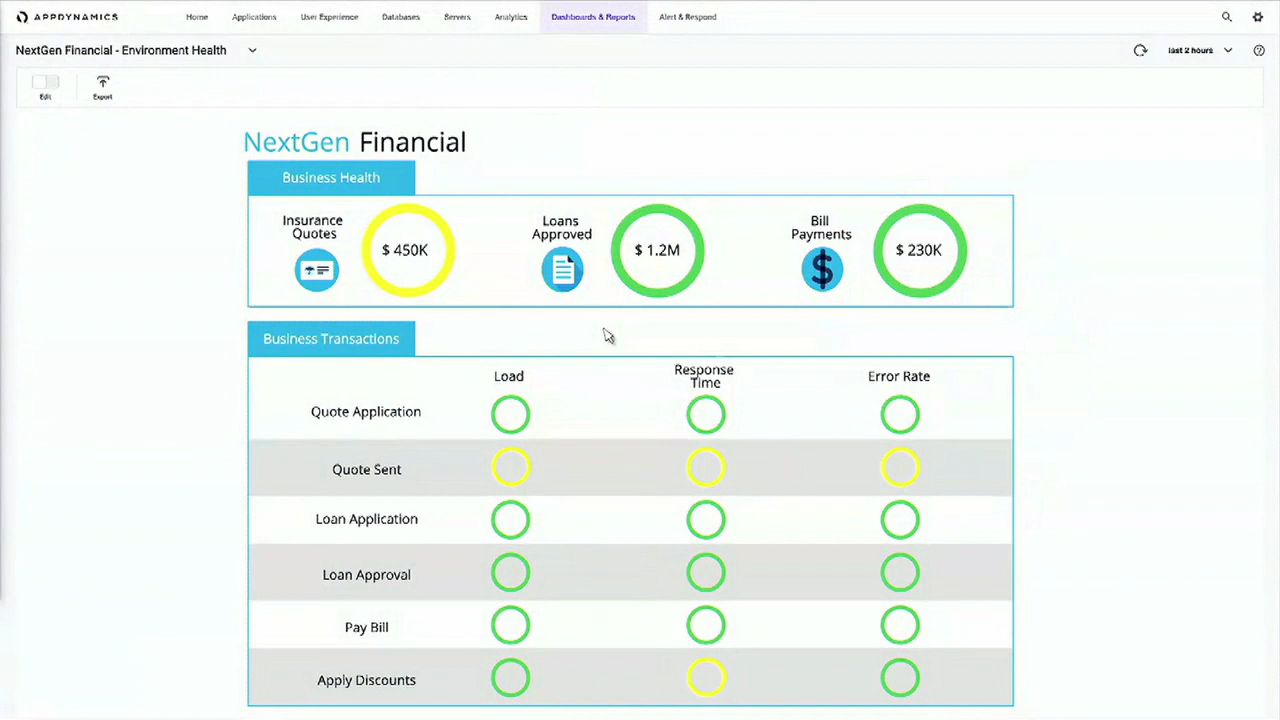 APPDYNAMICS Home Applications User Experience Databases Servers Analytics Dashboards & Reports Alert & Respond
NextGen Financial - Environment Health last 2 hours
Edit Export
NextGen Financial
Business Health
Insurance
Quotes
$ 450K
Loans
Approved
$ 1.2M
Bill
Payments
$ 230K
Business Transactions
Load
Response
Time
Error Rate
Quote Application
Quote Sent
Loan Application
Loan Approval
Pay Bill
Apply Discounts